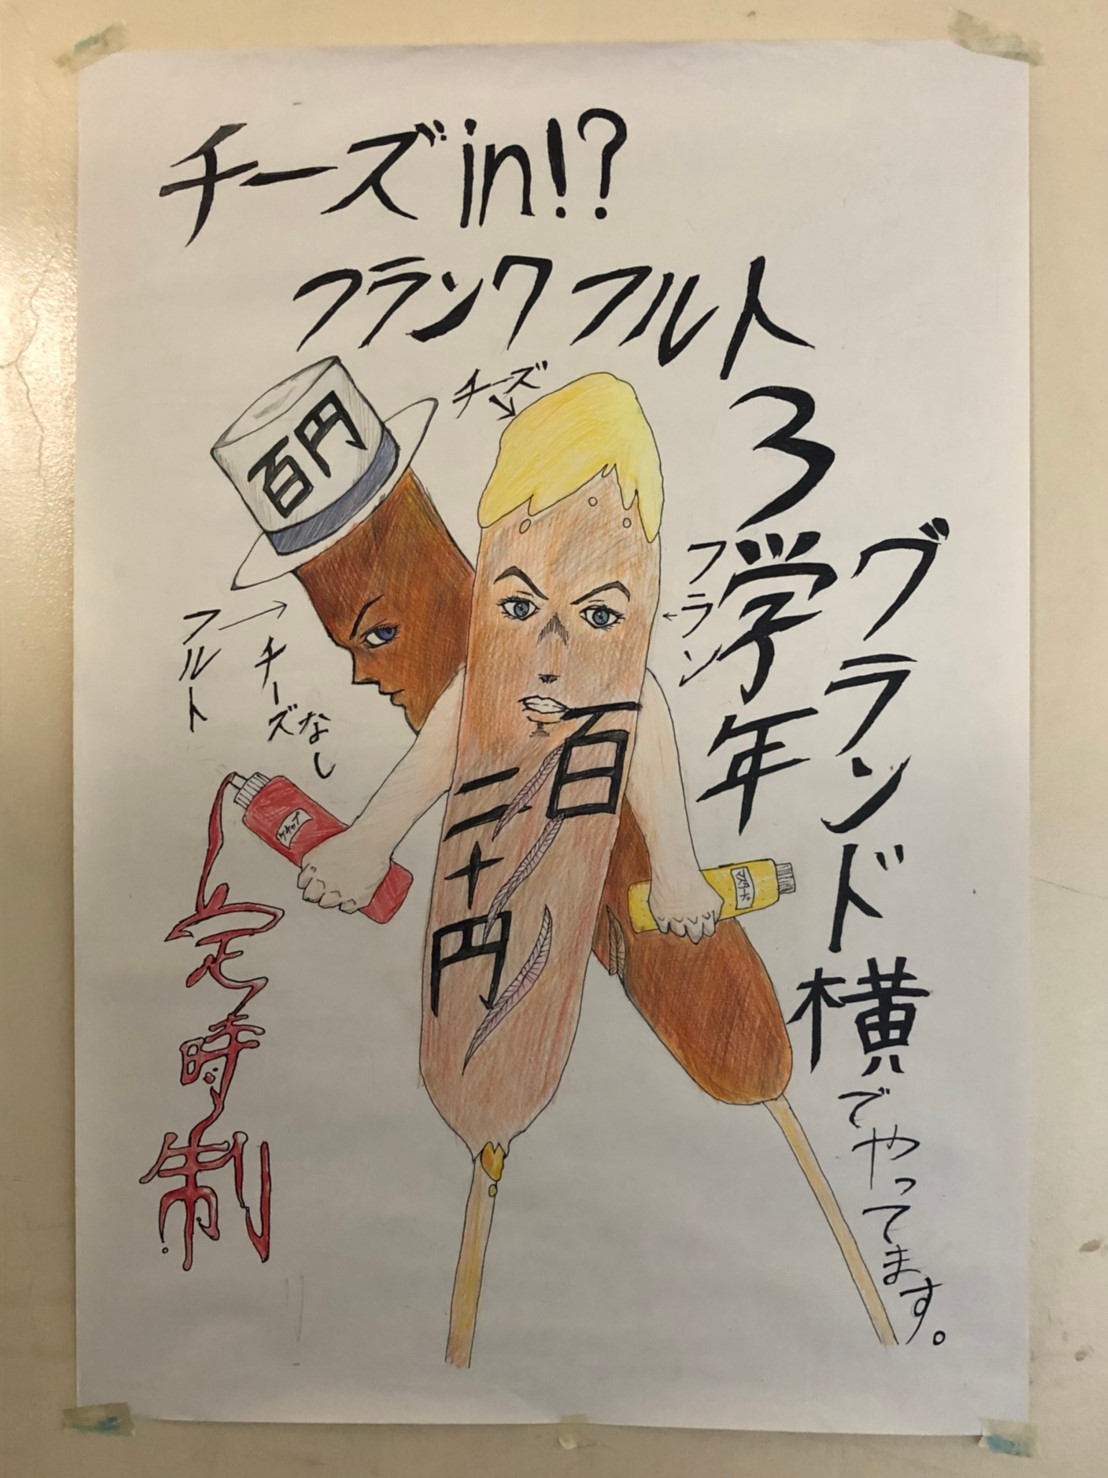 チーズin!?
フランクフルト
チーズ
百円
3学年
グランド横でやってます。
フラン
フルト
チーズなし
百
二十円
ケチャップ
マスタード
定時制